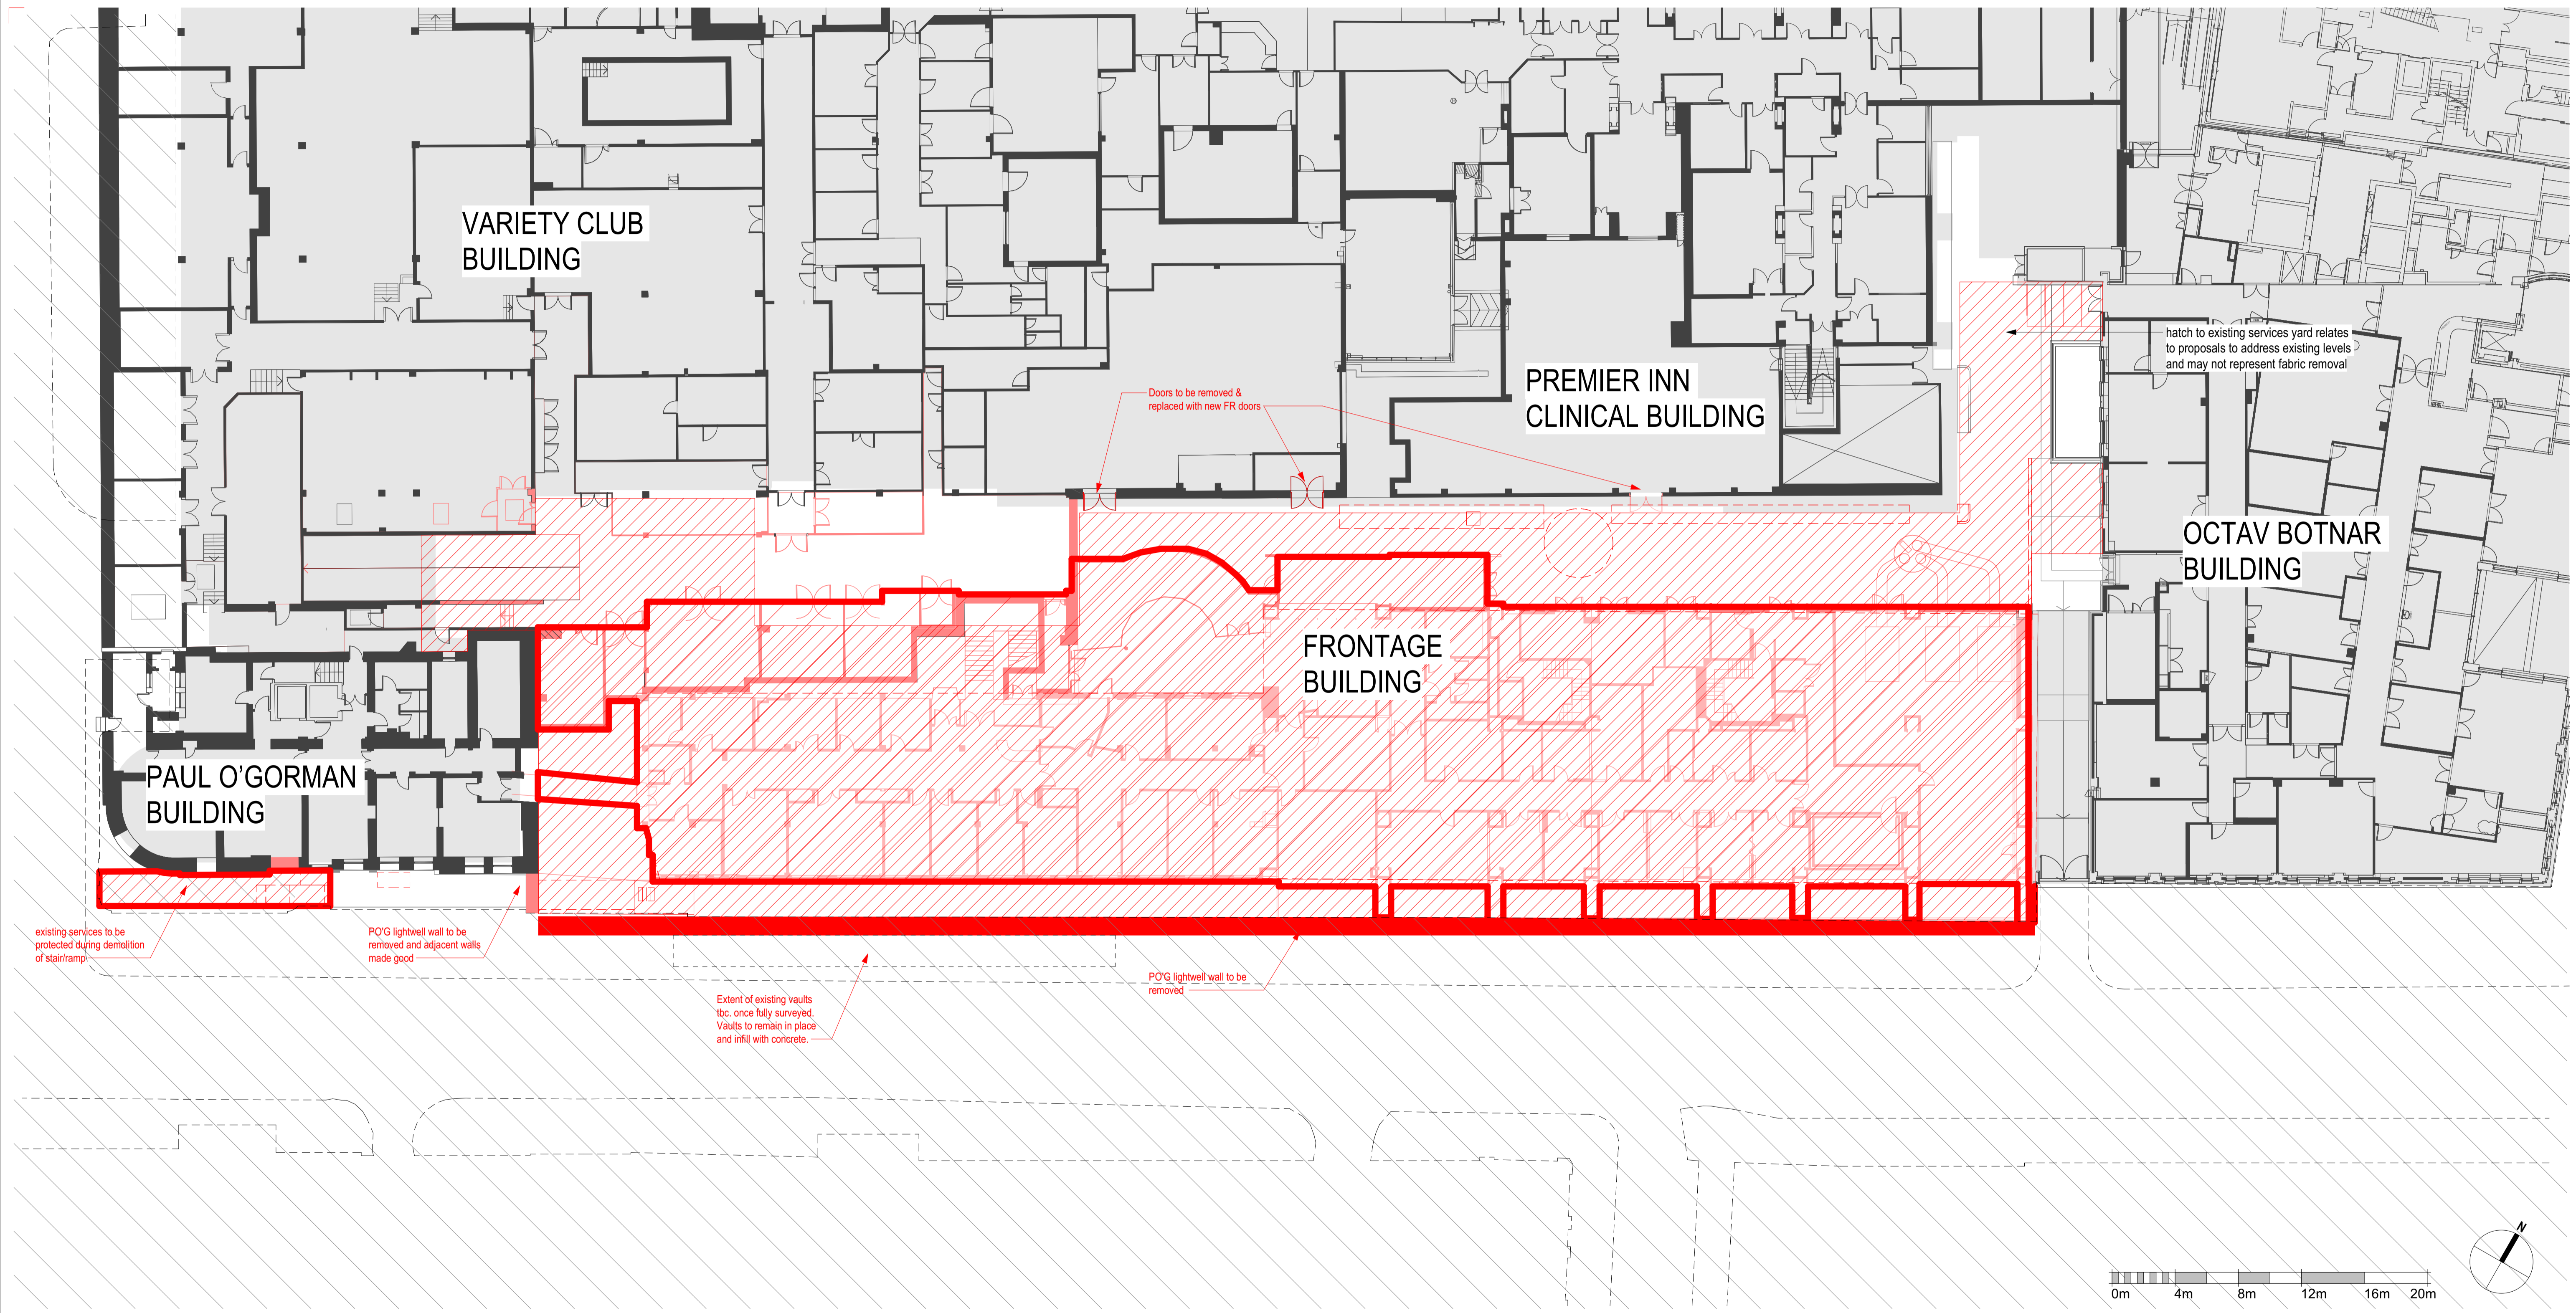 VARIETY CLUB
BUILDING
hatch to existing services yard relates
to proposals to address existing levels
and may not represent fabric removal
PREMIER INN
CLINICAL BUILDING
Doors to be removed &
replaced with new FR doors
OCTAV BOTNAR
BUILDING
FRONTAGE
BUILDING
PAUL O'GORMAN
BUILDING
existing services to be
protected during demolition
of stair/ramp
PO'G lightwell wall to be
removed and adjacent walls
made good
PO'G lightwell wall to be
removed
Extent of existing vaults
tbc. once fully surveyed.
Vaults to remain in place
and infill with concrete.
N
0m 4m 8m 12m 16m 20m